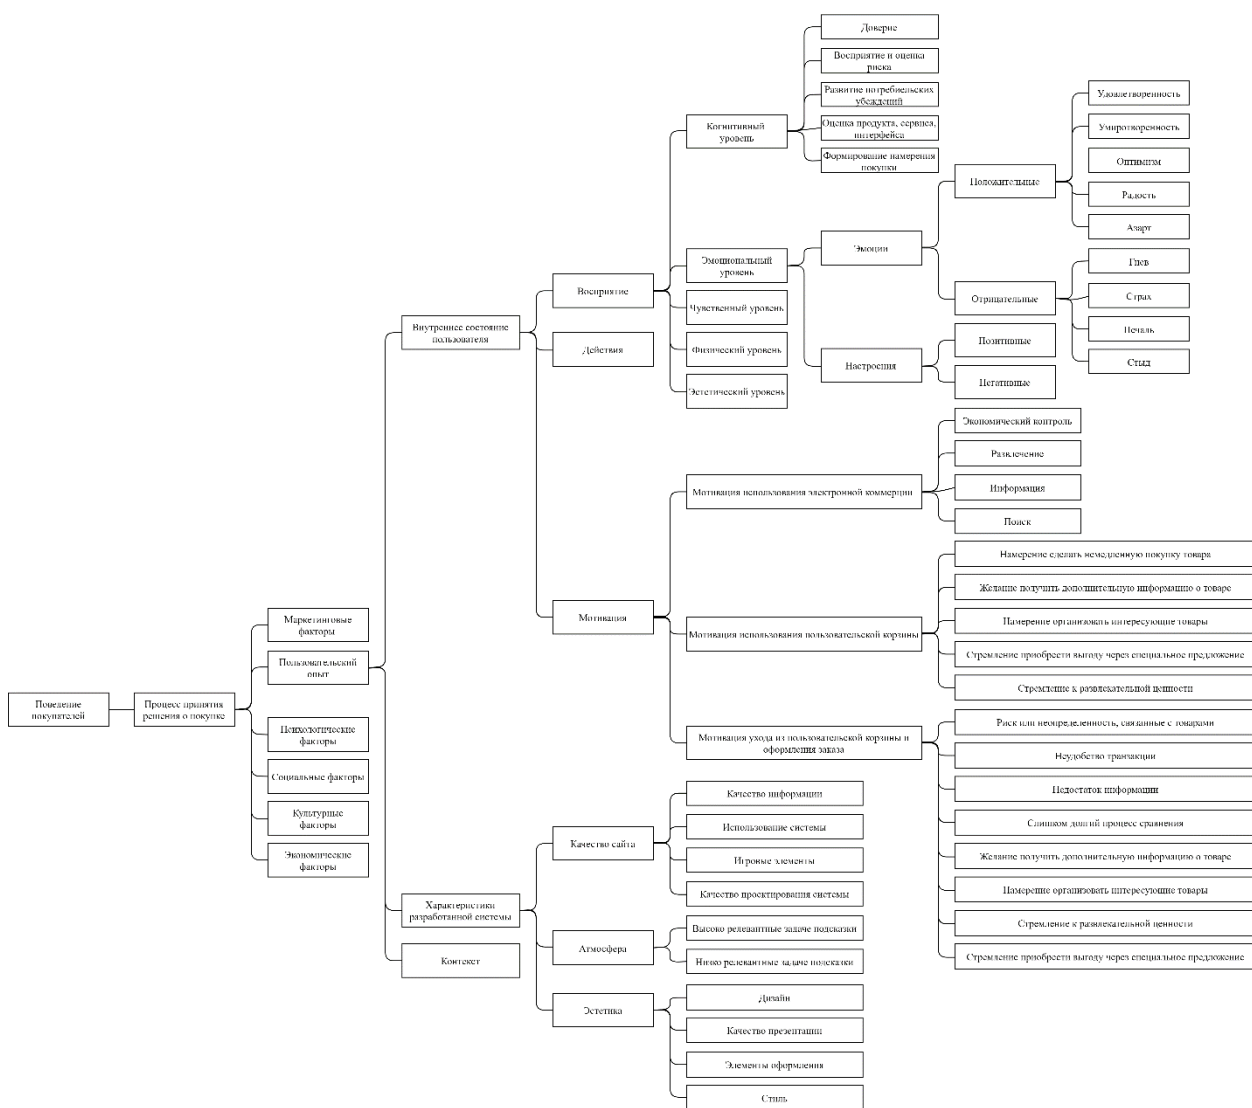 Поведение
покупателей
Процесс принятия
решения о покупке
Маркетинговые
факторы
Пользовательский
опыт
Психологические
факторы
Социальные факторы
Культурные
факторы
Экономические
факторы
Внутреннее состояние
пользователя
Характеристики
разработанной системы
Контекст
Восприятие
Действия
Мотивация
Качество сайта
Атмосфера
Эстетика
Когнитивный
уровень
Эмоциональный
уровень
Чувственный уровень
Физический уровень
Эстетический уровень
Доверие
Восприятие и оценка
риска
Развитие потребиельских
убеждений
Оценка продукта, сервиса,
интерфейса
Формирование намерения
покупки
Эмоции
Настроения
Положительные
Отрицательные
Позитивные
Негативные
Удовлетворенность
Умиротворенность
Оптимизм
Радость
Азарт
Гнев
Страх
Печаль
Стыд
Мотивация использования электронной коммерции
Экономический контроль
Развлечение
Информация
Поиск
Мотивация использования пользовательской корзины
Намерение сделать немедленную покупку товара
Желание получить дополнительную информацию о товаре
Намерение организовать интересующие товары
Стремление приобрести выгоду через специальное предложение
Стремление к развлекательной ценности
Мотивация ухода из пользовательской корзины и
оформления заказа
Риск или неопределенность, связанные с товарами
Неудобство транзакции
Недостаток информации
Слишком долгий процесс сравнения
Желание получить дополнительную информацию о товаре
Намерение организовать интересующие товары
Стремление к развлекательной ценности
Стремление приобрести выгоду через специальное предложение
Качество информации
Использование системы
Игровые элементы
Качество проектирования системы
Высоко релевантные задаче подсказки
Низко релевантные задаче подсказки
Дизайн
Качество презентации
Элементы оформления
Стиль